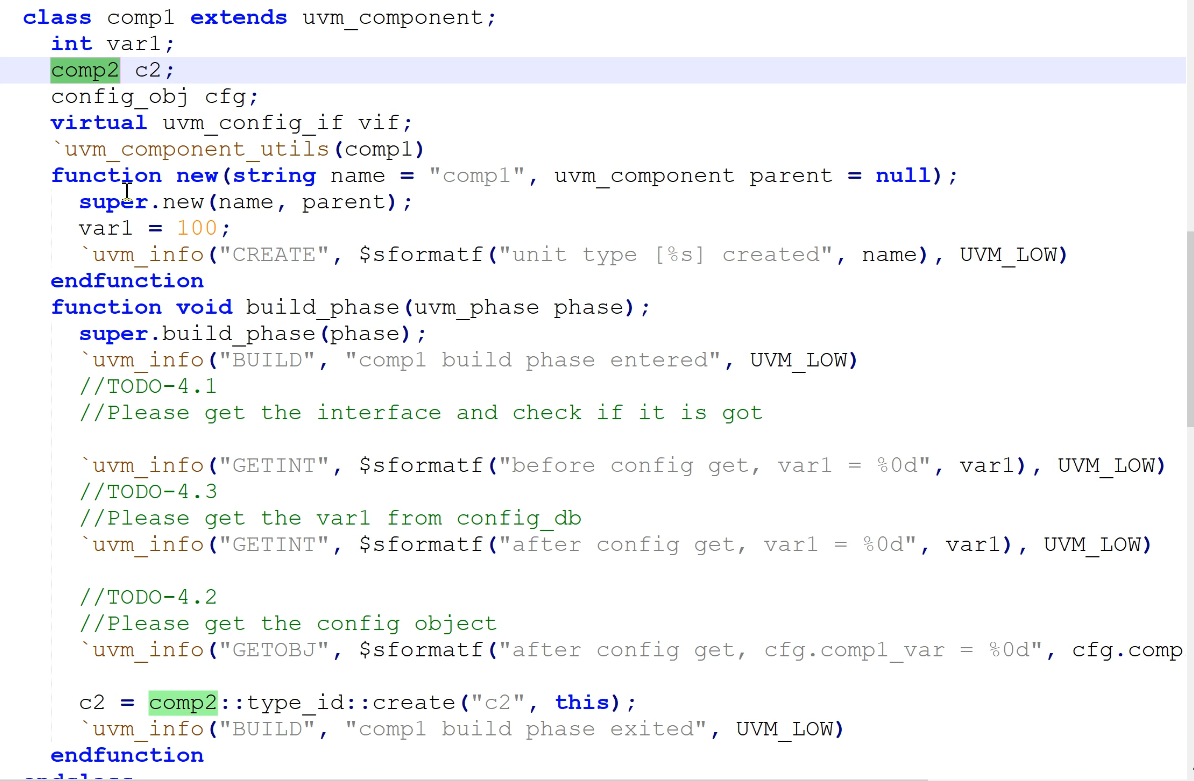 class comp1 extends uvm_component;
int var1;
comp2 c2;
config_obj cfg;
virtual uvm_config_if vif;
`uvm_component_utils(comp1)
function new(string name = "comp1", uvm_component parent = null);
super.new(name, parent);
var1 = 100;
`uvm_info("CREATE", $sformatf("unit type [%s] created", name), UVM_LOW)
endfunction
function void build_phase(uvm_phase phase);
super.build_phase(phase);
`uvm_info("BUILD", "comp1 build phase entered", UVM_LOW)
//TODO-4.1
//Please get the interface and check if it is got
`uvm_info("GETINT", $sformatf("before config get, var1 = %0d", var1), UVM_LOW)
//TODO-4.3
//Please get the var1 from config_db
`uvm_info("GETINT", $sformatf("after config get, var1 = %0d", var1), UVM_LOW)
//TODO-4.2
//Please get the config object
`uvm_info("GETOBJ", $sformatf("after config get, cfg.comp1_var = %0d", cfg.comp
c2 = comp2::type_id::create("c2", this);
`uvm_info("BUILD", "comp1 build phase exited", UVM_LOW)
endfunction